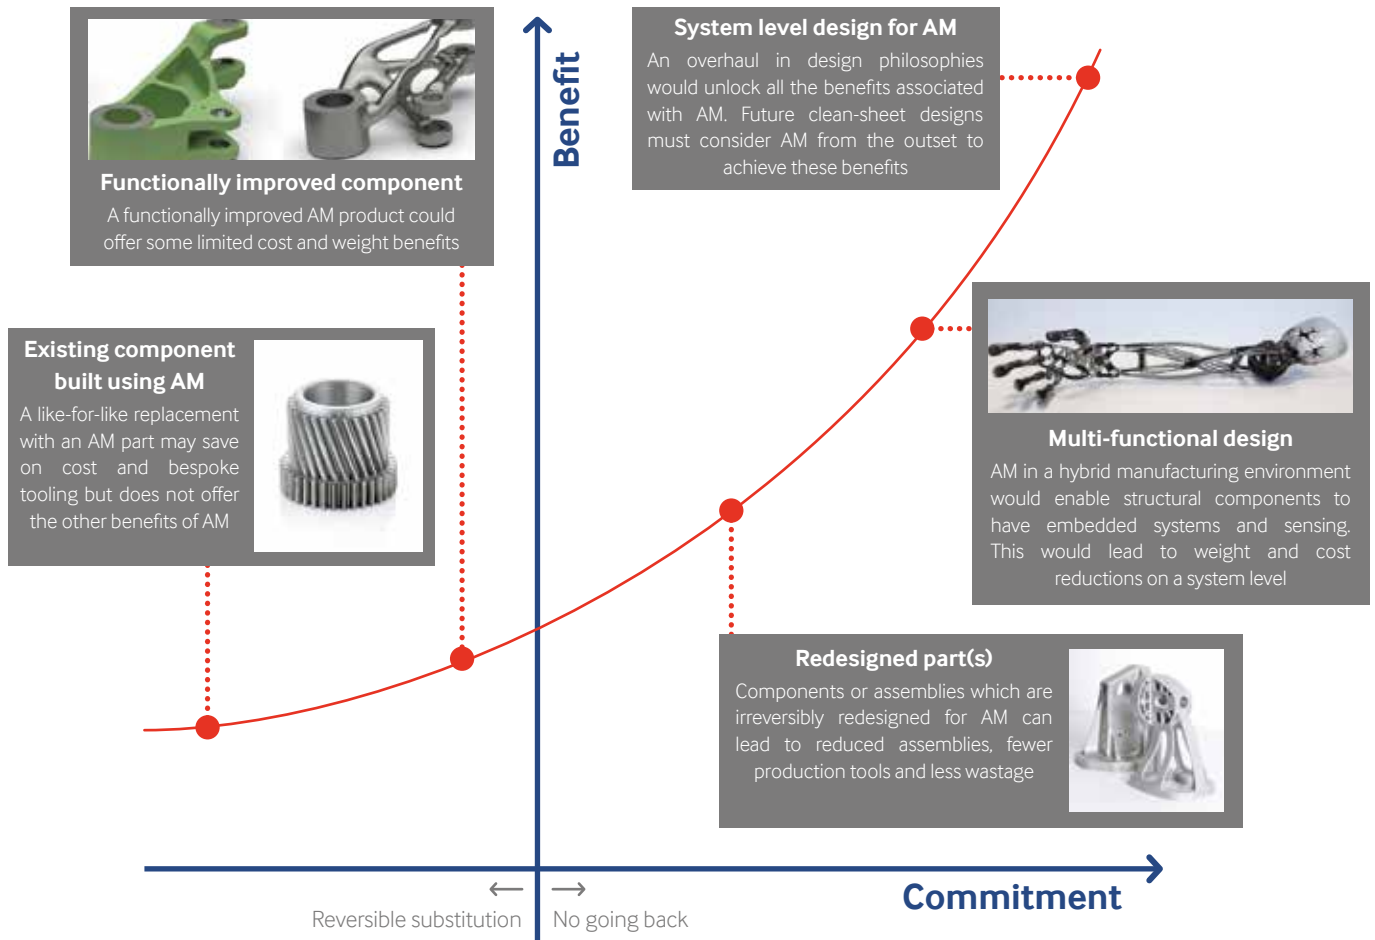 Functionally improved component
A functionally improved AM product could
offer some limited cost and weight benefits
Existing component
built using AM
A like-for-like replacement
with an AM part may save
on cost and bespoke
tooling but does not offer
the other benefits of AM
Benefit
System level design for AM
An overhaul in design philosophies
would unlock all the benefits associated
with AM. Future clean-sheet designs
must consider AM from the outset to
achieve these benefits
Multi-functional design
AM in a hybrid manufacturing environment
would enable structural components to
have embedded systems and sensing.
This would lead to weight and cost
reductions on a system level
Redesigned part(s)
Components or assemblies which are
irreversibly redesigned for AM can
lead to reduced assemblies, fewer
production tools and less wastage
Commitment
Reversible substitution
No going back